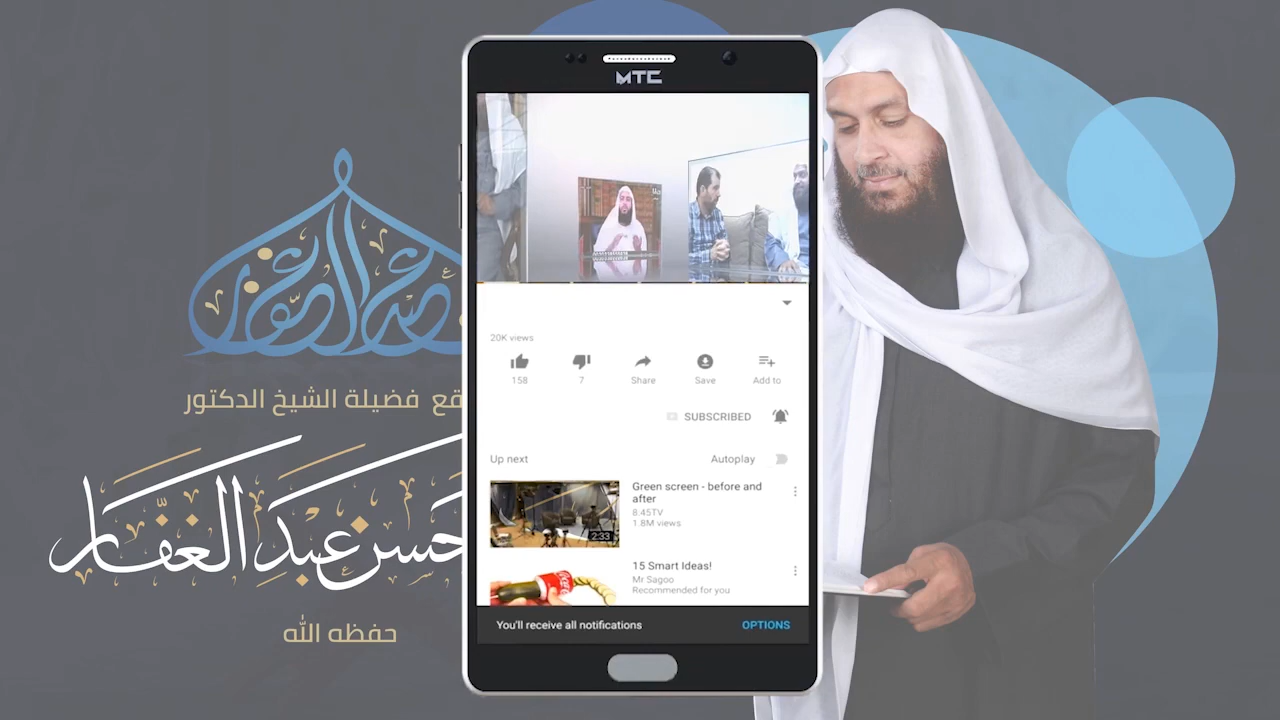 MTC
20K views
158
7
Share
Save
Add to
SUBSCRIBED
Up next
Autoplay
Green screen - before and after
8.45TV
1.8M views
2:33
15 Smart Ideas!
Mr Sagoo
Recommended for you
You'll receive all notifications
OPTIONS
قع فضيلة الشيخ الدكتور
حسن عبد الغفار
حفظه الله